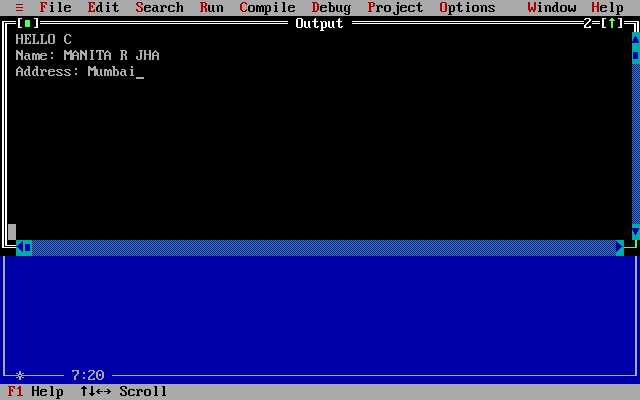 ≡ File Edit Search Run Compile Debug Project Options Window Help
[■] Output 2=[↑]
HELLO C
Name: MANITA R JHA
Address: Mumbai_
* 7:20
F1 Help ↑↓↔ Scroll